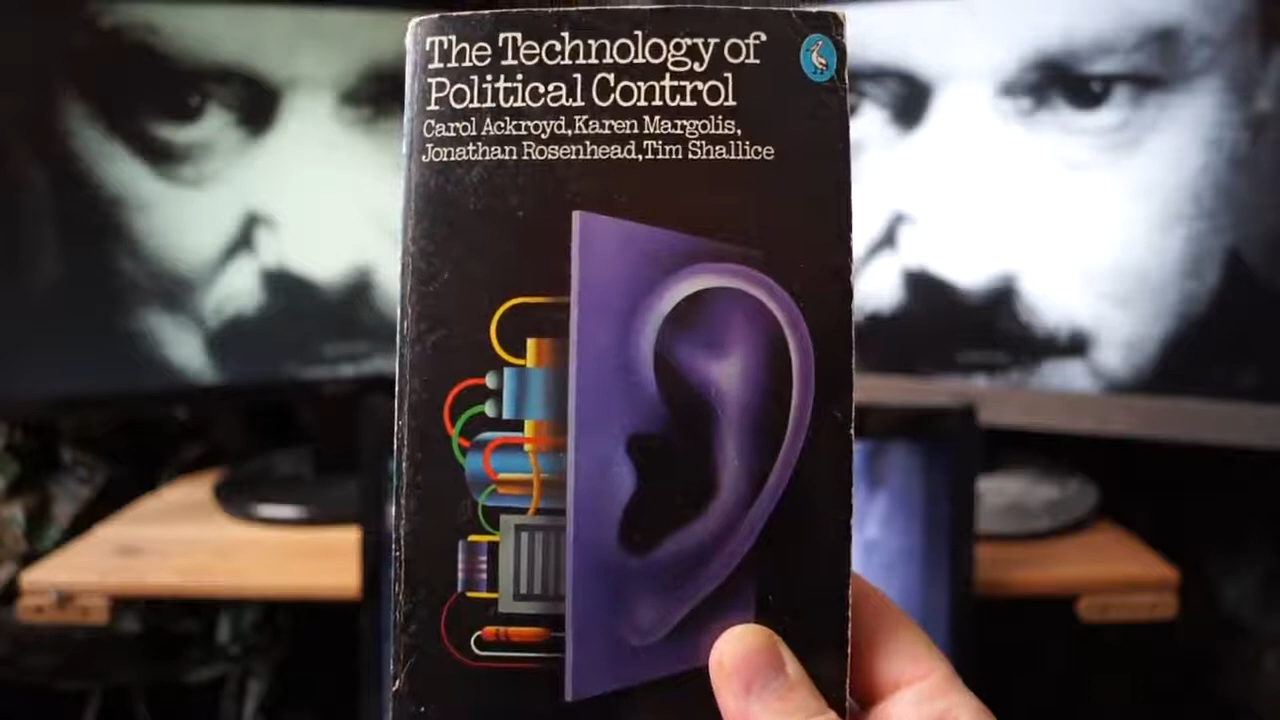 The Technology of
Political Control
Carol Ackroyd, Karen Margolis,
Jonathan Rosenhead, Tim Shallice